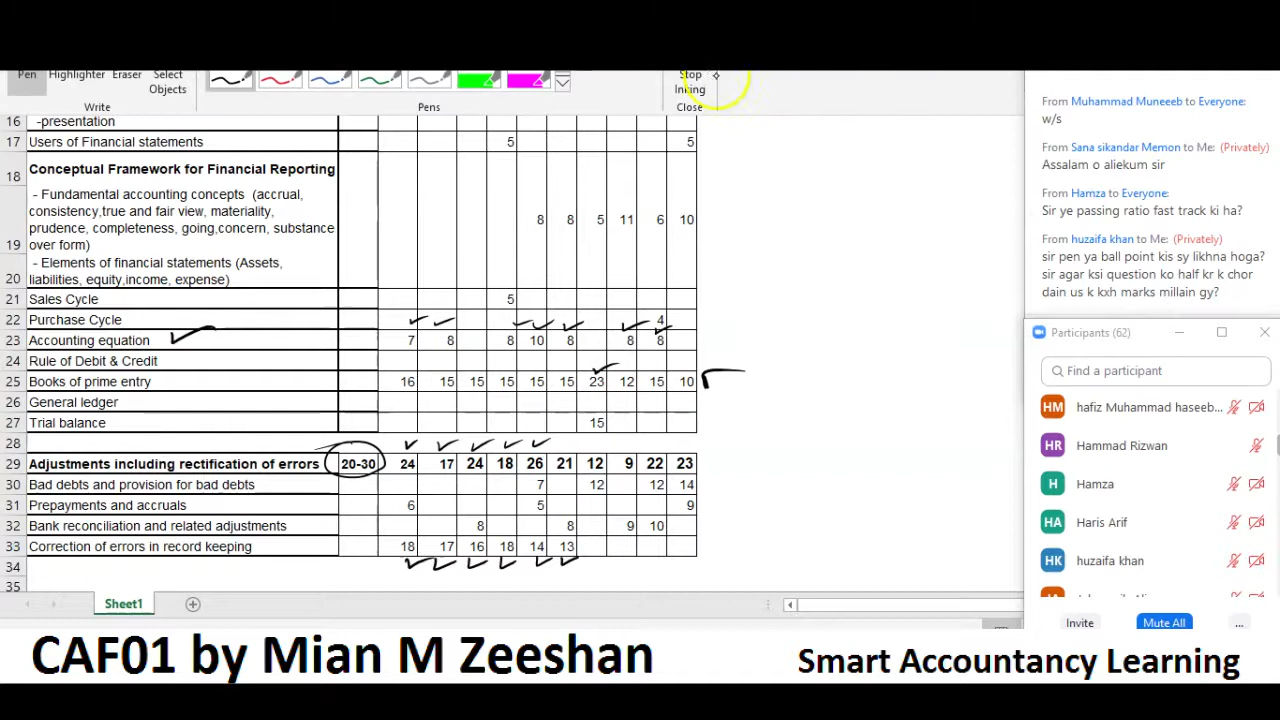 Pen
Highlighter
Eraser
Select
Objects
Stop
Inking
Write
Pens
Close
16 -presentation
17 Users of Financial statements 5 5
18 Conceptual Framework for Financial Reporting
- Fundamental accounting concepts (accrual,
consistency,true and fair view, materiality, 8 8 5 11 6 10
prudence, completeness, going,concern, substance
19 over form)
- Elements of financial statements (Assets,
20 liabilities, equity,income, expense)
21 Sales Cycle 5
22 Purchase Cycle 4
23 Accounting equation 7 8 8 10 8 8 8
24 Rule of Debit & Credit
25 Books of prime entry 16 15 15 15 15 15 23 12 15 10
26 General ledger
27 Trial balance 15
28
29 Adjustments including rectification of errors 20-30 24 17 24 18 26 21 12 9 22 23
30 Bad debts and provision for bad debts 7 12 12 14
31 Prepayments and accruals 6 5 9
32 Bank reconciliation and related adjustments 8 8 9 10
33 Correction of errors in record keeping 18 17 16 18 14 13
34
35
Sheet1
From Muhammad Muneeeb to Everyone:
w/s
From Sana sikandar Memon to Me: (Privately)
Assalam o aliekum sir
From Hamza to Everyone:
Sir ye passing ratio fast track ki ha?
From huzaifa khan to Me: (Privately)
sir pen ya ball point kis sy likhna hoga?
sir agar ksi question ko half kr k chor
dain us k kxh marks millain gy?
Participants (62)
Find a participant
HM hafiz Muhammad haseeb...
HR Hammad Rizwan
H Hamza
HA Haris Arif
HK huzaifa khan
Invite
Mute All
...
CAF01 by Mian M Zeeshan
Smart Accountancy Learning